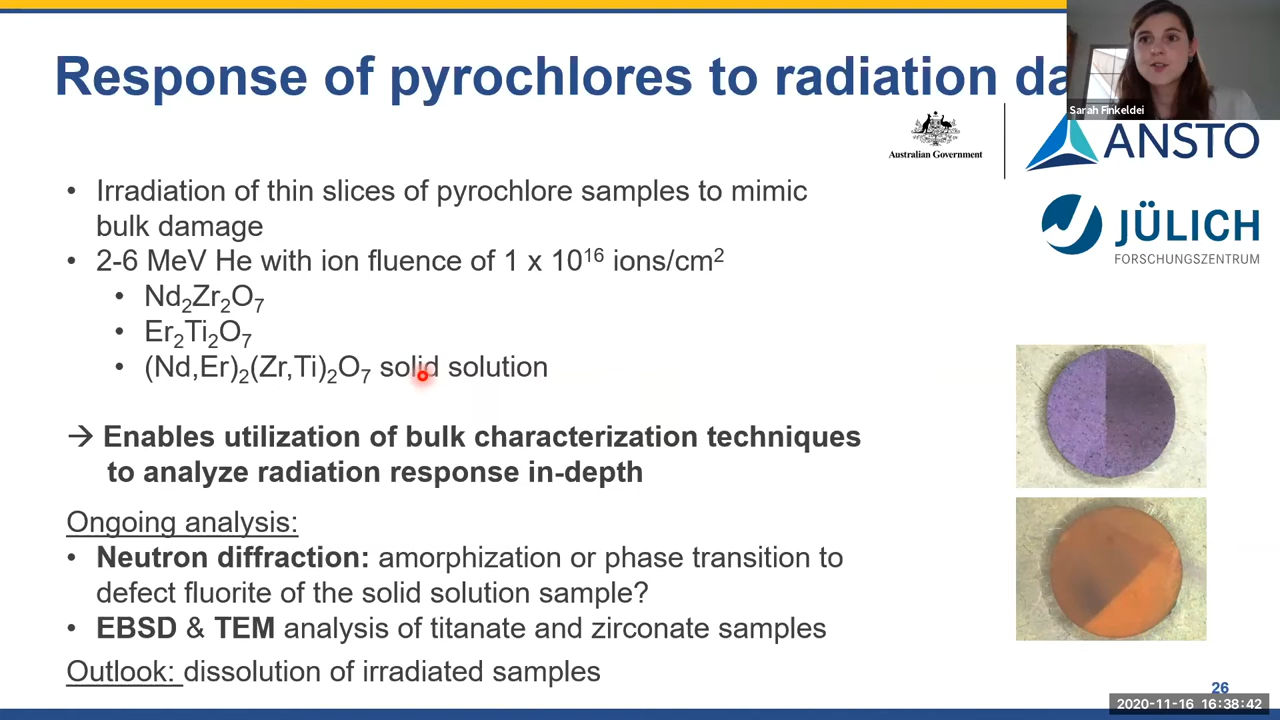 Response of pyrochlores to radiation da
Sarah Finkeldei
Australian Government
ANSTO
JÜLICH
FORSCHUNGSZENTRUM
• Irradiation of thin slices of pyrochlore samples to mimic
bulk damage
• 2-6 MeV He with ion fluence of 1 x 10¹⁶ ions/cm²
• Nd₂Zr₂O₇
• Er₂Ti₂O₇
• (Nd,Er)₂(Zr,Ti)₂O₇ solid solution
→ Enables utilization of bulk characterization techniques
to analyze radiation response in-depth
Ongoing analysis:
• Neutron diffraction: amorphization or phase transition to
defect fluorite of the solid solution sample?
• EBSD & TEM analysis of titanate and zirconate samples
Outlook: dissolution of irradiated samples
26
2020-11-16 16:38:42